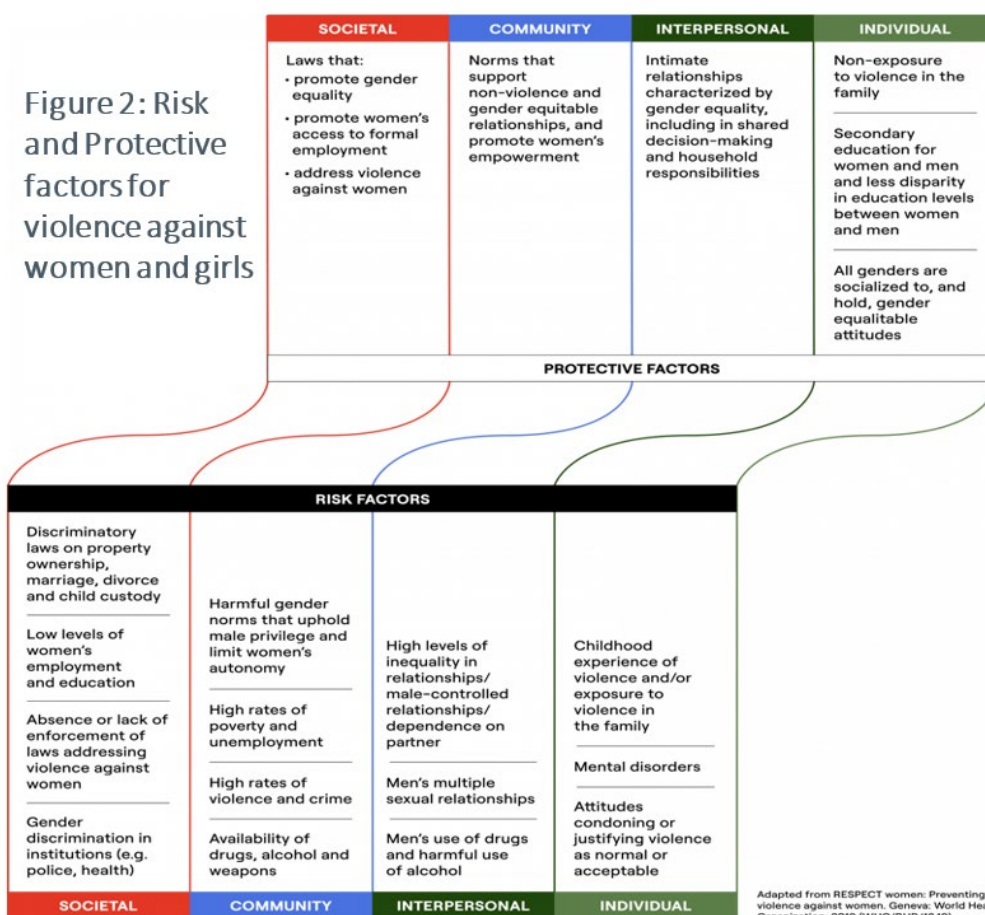 Figure 2: Risk
and Protective
factors for
violence against
women and girls
SOCIETAL
Laws that:
• promote gender
equality
• promote women's
access to formal
employment
• address violence
against women
COMMUNITY
Norms that
support
non-violence and
gender equitable
relationships, and
promote women's
empowerment
INTERPERSONAL
Intimate
relationships
characterized by
gender equality,
including in shared
decision-making
and household
responsibilities
INDIVIDUAL
Non-exposure
to violence in the
family
Secondary
education for
women and men
and less disparity
in education levels
between women
and men
All genders are
socialized to, and
hold, gender
equalitable
attitudes
PROTECTIVE FACTORS
RISK FACTORS
Discriminatory
laws on property
ownership,
marriage, divorce
and child custody
Low levels of
women's
employment
and education
Absence or lack of
enforcement of
laws addressing
violence against
women
Gender
discrimination in
institutions (e.g.
police, health)
SOCIETAL
Harmful gender
norms that uphold
male privilege and
limit women's
autonomy
High rates of
poverty and
unemployment
High rates of
violence and crime
Availability of
drugs, alcohol and
weapons
COMMUNITY
High levels of
inequality in
relationships/
male-controlled
relationships/
dependence on
partner
Men's multiple
sexual relationships
Men's use of drugs
and harmful use
of alcohol
INTERPERSONAL
Childhood
experience of
violence and/or
exposure to
violence in
the family
Mental disorders
Attitudes
condoning or
justifying violence
as normal or
acceptable
INDIVIDUAL
Adapted from RESPECT women: Preventing
violence against women. Geneva: World